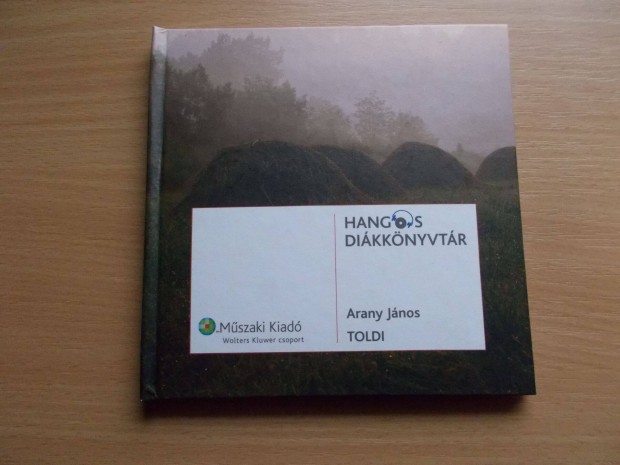 HANGOS
DIÁKKÖNYVTÁR
Arany János
TOLDI
Műszaki Kiadó
Wolters Kluwer csoport